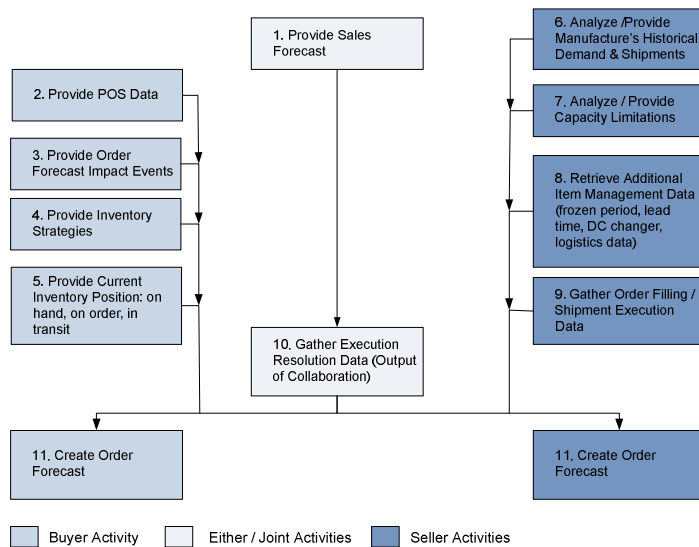 1. Provide Sales
Forecast
2. Provide POS Data
3. Provide Order
Forecast Impact Events
4. Provide Inventory
Strategies
5. Provide Current
Inventory Position: on
hand, on order, in
transit
6. Analyze /Provide
Manufacture's Historical
Demand & Shipments
7. Analyze / Provide
Capacity Limitations
8. Retrieve Additional
Item Management Data
(frozen period, lead
time, DC changer,
logistics data)
9. Gather Order Filling /
Shipment Execution
Data
10. Gather Execution
Resolution Data (Output
of Collaboration)
11. Create Order
Forecast
11. Create Order
Forecast
Buyer Activity
Either / Joint Activities
Seller Activities